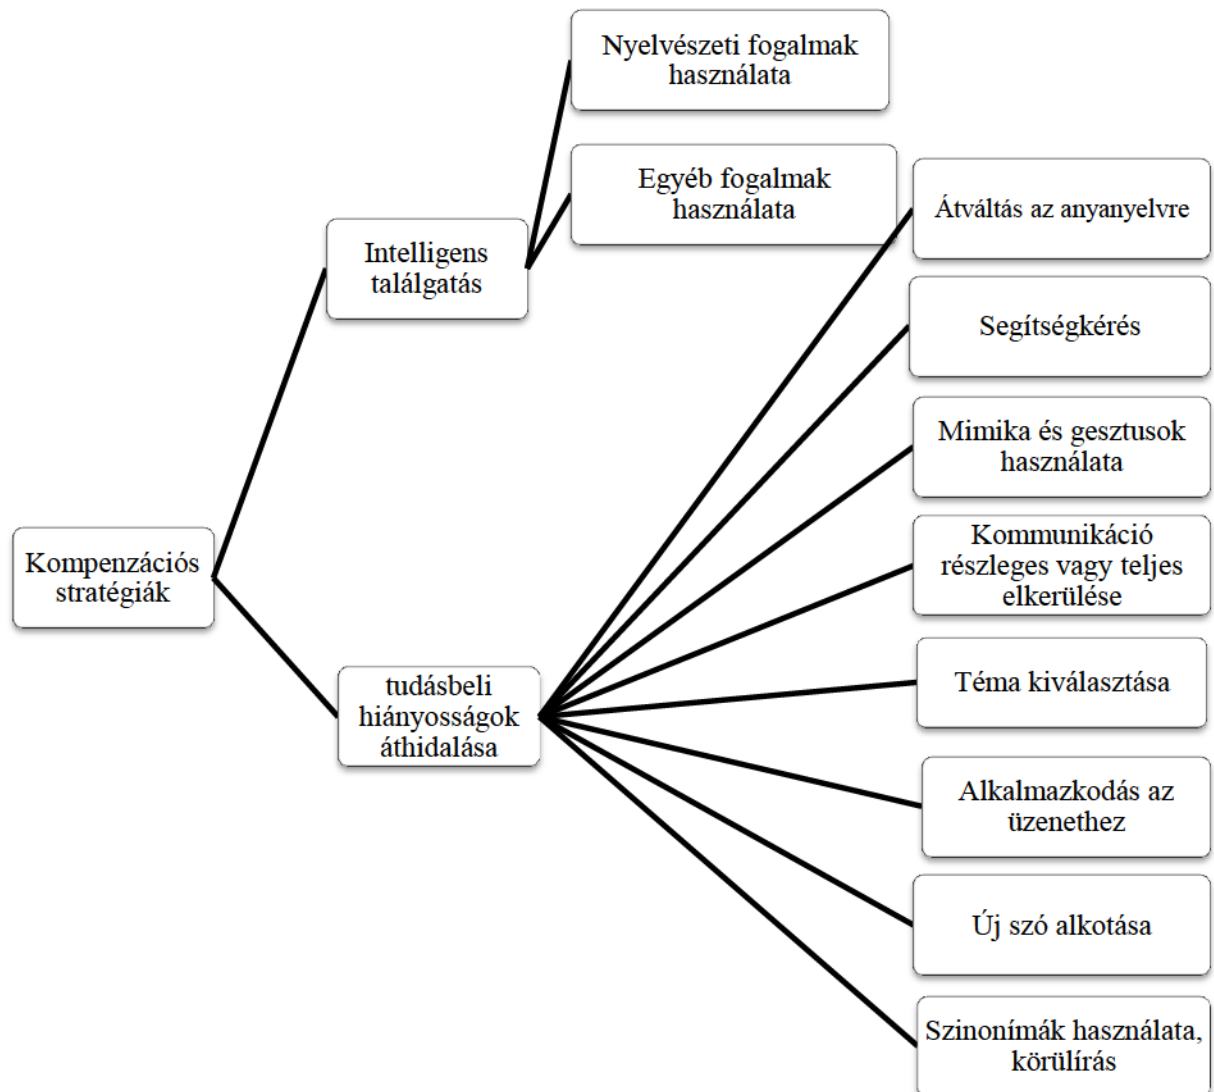 Nyelvészeti fogalmak
használata
Egyéb fogalmak
használata
Átváltás az anyanyelvre
Intelligens
találgatás
Segítségkérés
Mimika és gesztusok
használata
Kompenzációs
stratégiák
Kommunikáció
részleges vagy teljes
elkerülése
tudásbeli
hiányosságok
áthidalása
Téma kiválasztása
Alkalmazkodás az
üzenethez
Új szó alkotása
Szinonímák használata,
körülírás